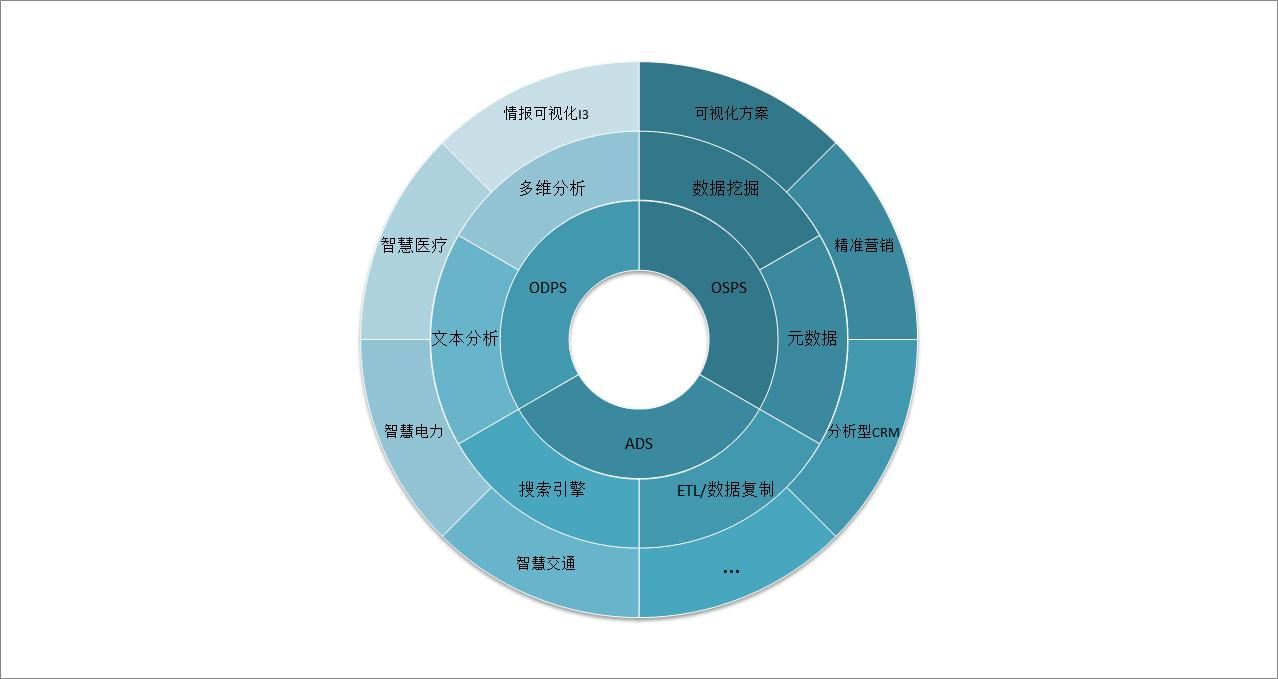 情报可视化I3
可视化方案
多维分析
数据挖掘
智慧医疗
精准营销
ODPS
OSPS
文本分析
元数据
智慧电力
分析型CRM
ADS
搜索引擎
ETL/数据复制
智慧交通
...